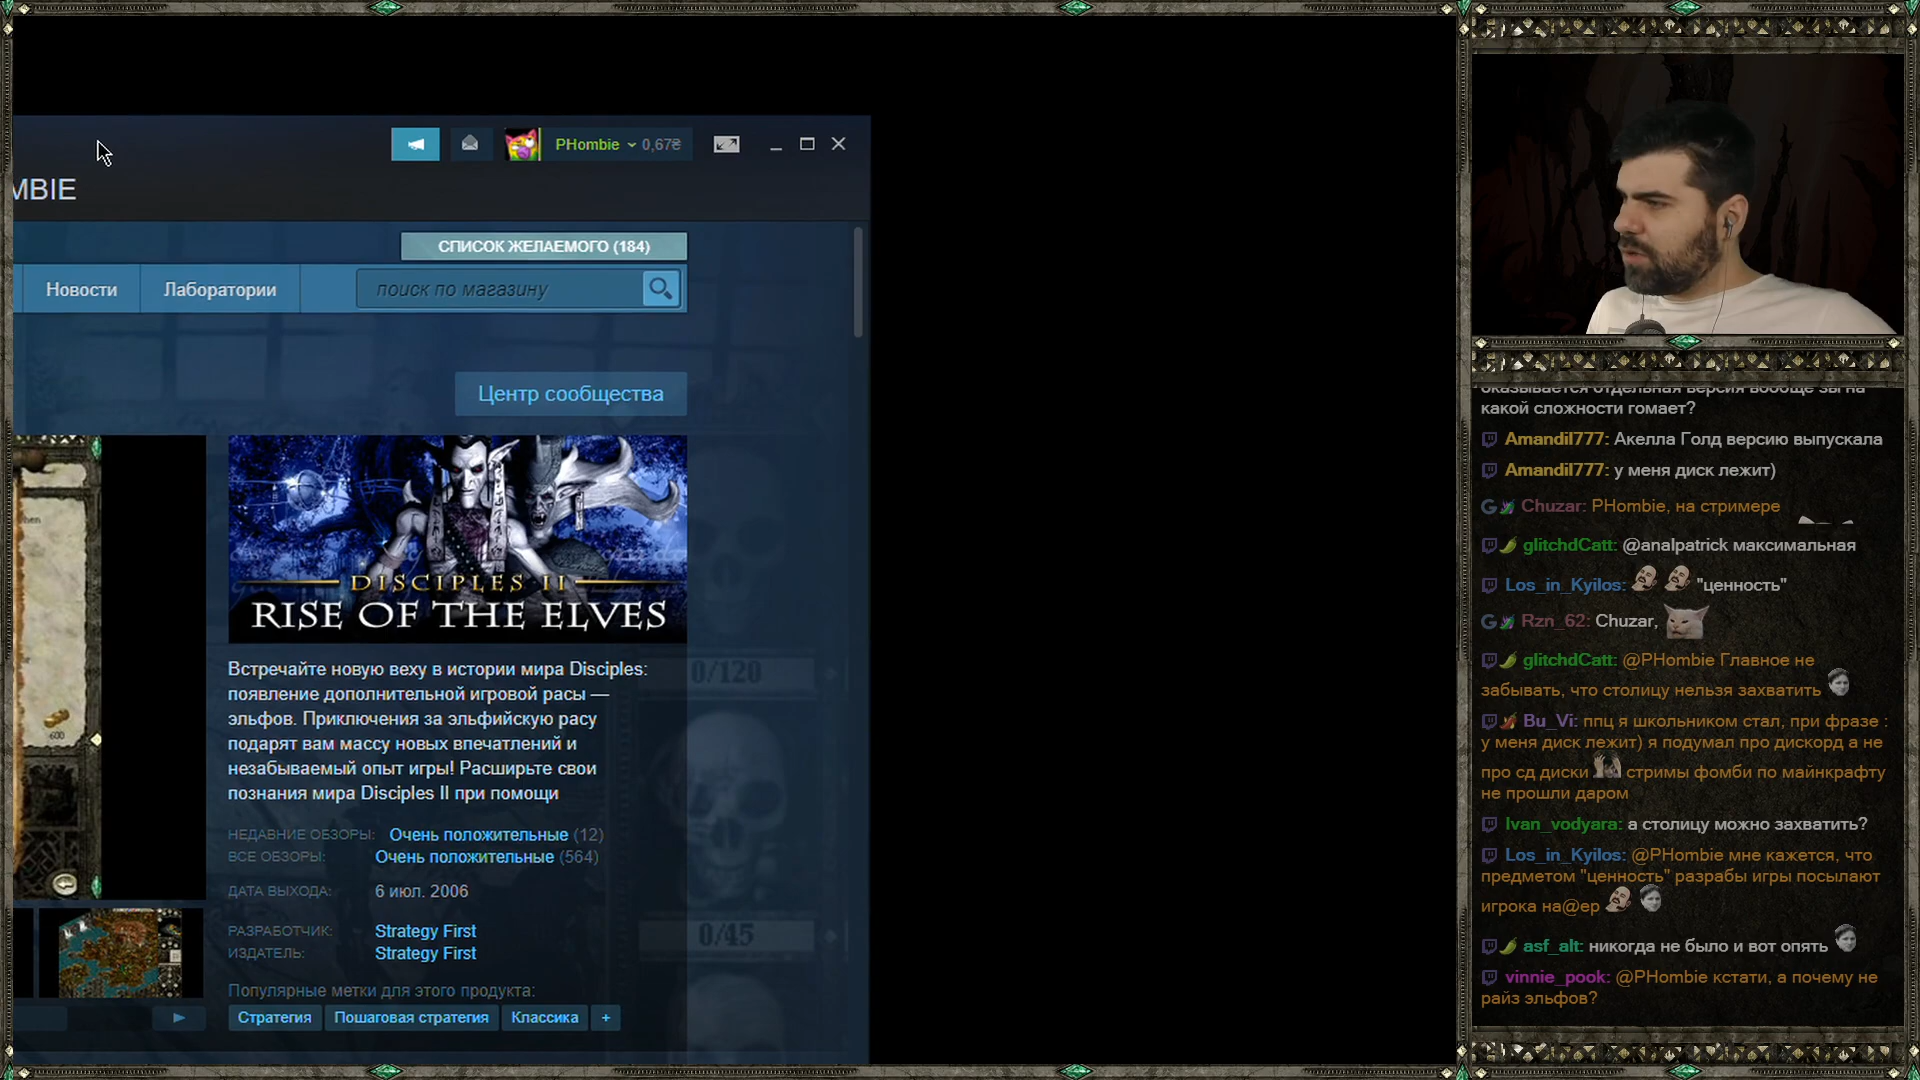 PHombie
0,67₴
MBIE
СПИСОК ЖЕЛАЕМОГО (184)
Новости
Лаборатории
поиск по магазину
Центр сообщества
DISCIPLES II
RISE OF THE ELVES
Встречайте новую веху в истории мира Disciples:
появление дополнительной игровой расы —
эльфов. Приключения за эльфийскую расу
подарят вам массу новых впечатлений и
незабываемый опыт игры! Расширьте свои
познания мира Disciples II при помощи
НЕДАВНИЕ ОБЗОРЫ: Очень положительные (12)
ВСЕ ОБЗОРЫ: Очень положительные (564)
ДАТА ВЫХОДА: 6 июл. 2006
РАЗРАБОТЧИК: Strategy First
ИЗДАТЕЛЬ: Strategy First
Популярные метки для этого продукта:
Стратегия
Пошаговая стратегия
Классика
+
0/120
0/45
600
оказывается отдельная версия вообще зы на
какой сложности гомает?
Amandil777: Акелла Голд версию выпускала
Amandil777: у меня диск лежит)
Chuzar: PHombie, на стримере
glitchdCatt: @analpatrick максимальная
Los_in_Kyilos: "ценность"
Rzn_62: Chuzar,
glitchdCatt: @PHombie Главное не
забывать, что столицу нельзя захватить
Bu_Vi: ппц я школьником стал, при фразе :
у меня диск лежит) я подумал про дискорд а не
про сд диски стримы фомби по майнкрафту
не прошли даром
Ivan_vodyara: а столицу можно захватить?
Los_in_Kyilos: @PHombie мне кажется, что
предметом "ценность" разрабы игры посылают
игрока на@ер
asf_alt: никогда не было и вот опять
vinnie_pook: @PHombie кстати, а почему не
райз эльфов?